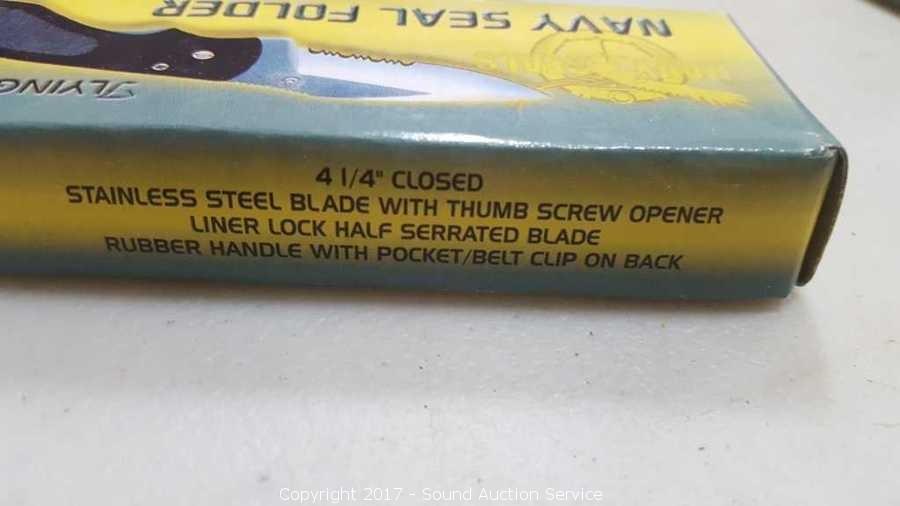 NAVY SEAL FOLDER
FLYING
4 1/4" CLOSED
STAINLESS STEEL BLADE WITH THUMB SCREW OPENER
LINER LOCK HALF SERRATED BLADE
RUBBER HANDLE WITH POCKET/BELT CLIP ON BACK
Copyright 2017 - Sound Auction Service